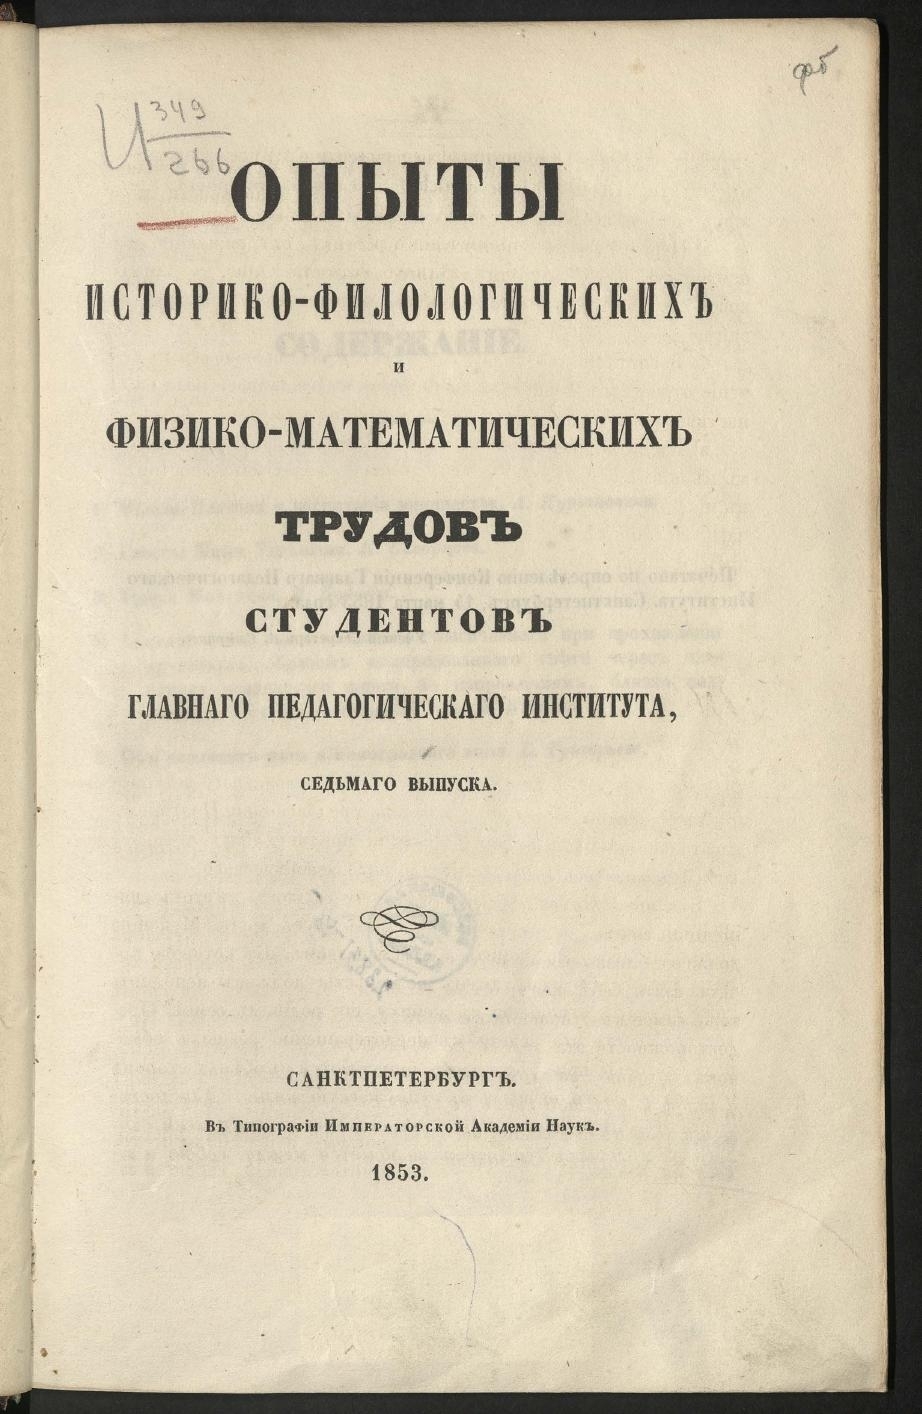 фб
И 349
266
ОПЫТЫ
ИСТОРИКО-ФИЛОЛОГИЧЕСКИХЪ
И
ФИЗИКО-МАТЕМАТИЧЕСКИХЪ
ТРУДОВЪ
СТУДЕНТОВЪ
ГЛАВНАГО ПЕДАГОГИЧЕСКАГО ИНСТИТУТА,
СЕДЬМАГО ВЫПУСКА.
САНКТПЕТЕРБУРГЪ.
Въ Типографіи Императорской Академіи Наукъ.
1853.